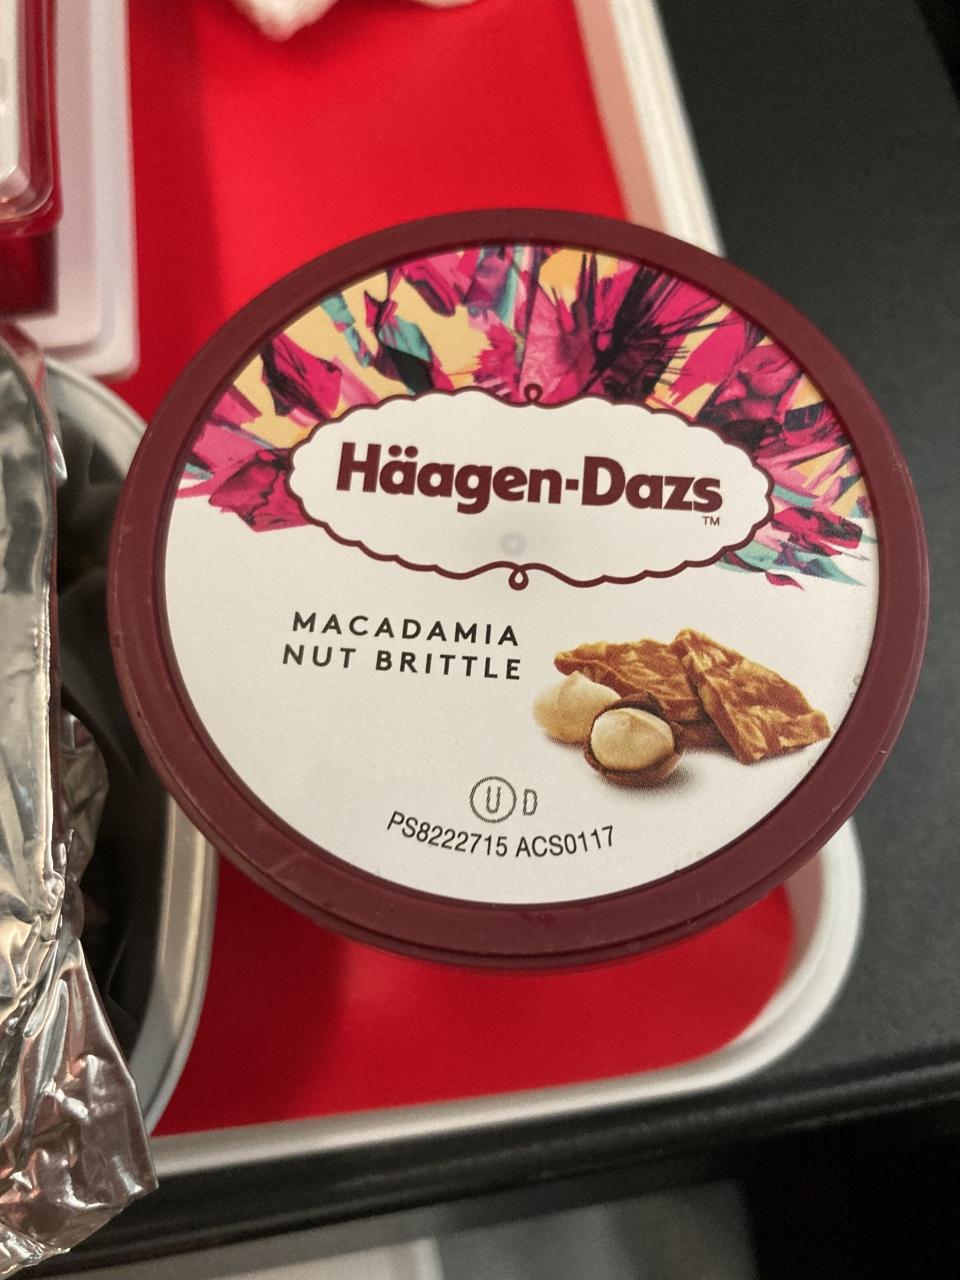 Häagen-Dazs
TM
MACADAMIA
NUT BRITTLE
U D
PS8222715 ACS0117